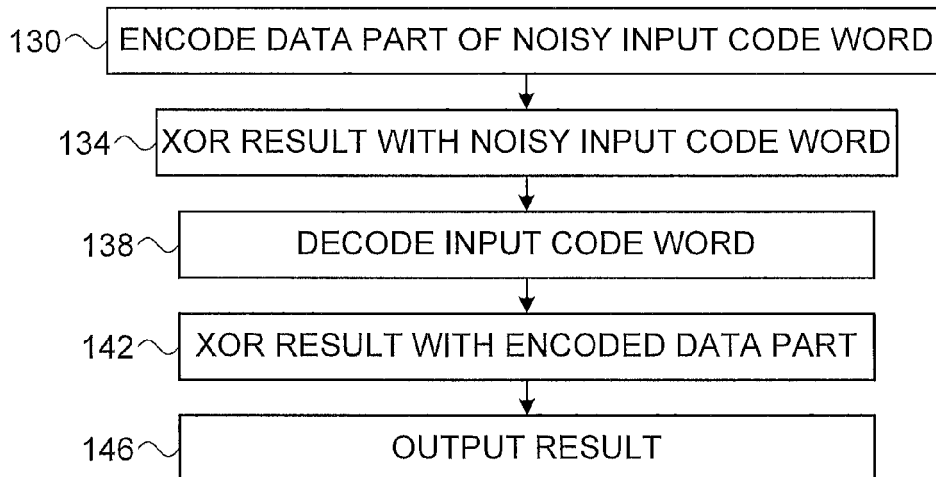 130 ENCODE DATA PART OF NOISY INPUT CODE WORD
134 XOR RESULT WITH NOISY INPUT CODE WORD
138 DECODE INPUT CODE WORD
142 XOR RESULT WITH ENCODED DATA PART
146 OUTPUT RESULT